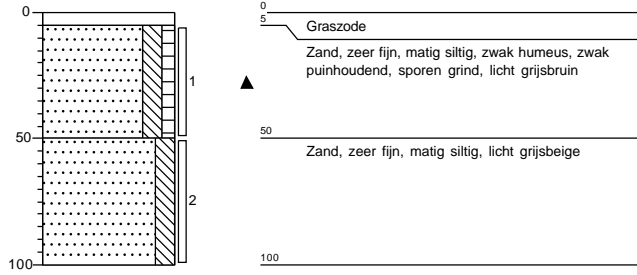 0
50
100
1
2
0
5
Graszode
Zand, zeer fijn, matig siltig, zwak humeus, zwak
puinhoudend, sporen grind, licht grijsbruin
50
Zand, zeer fijn, matig siltig, licht grijsbeige
100